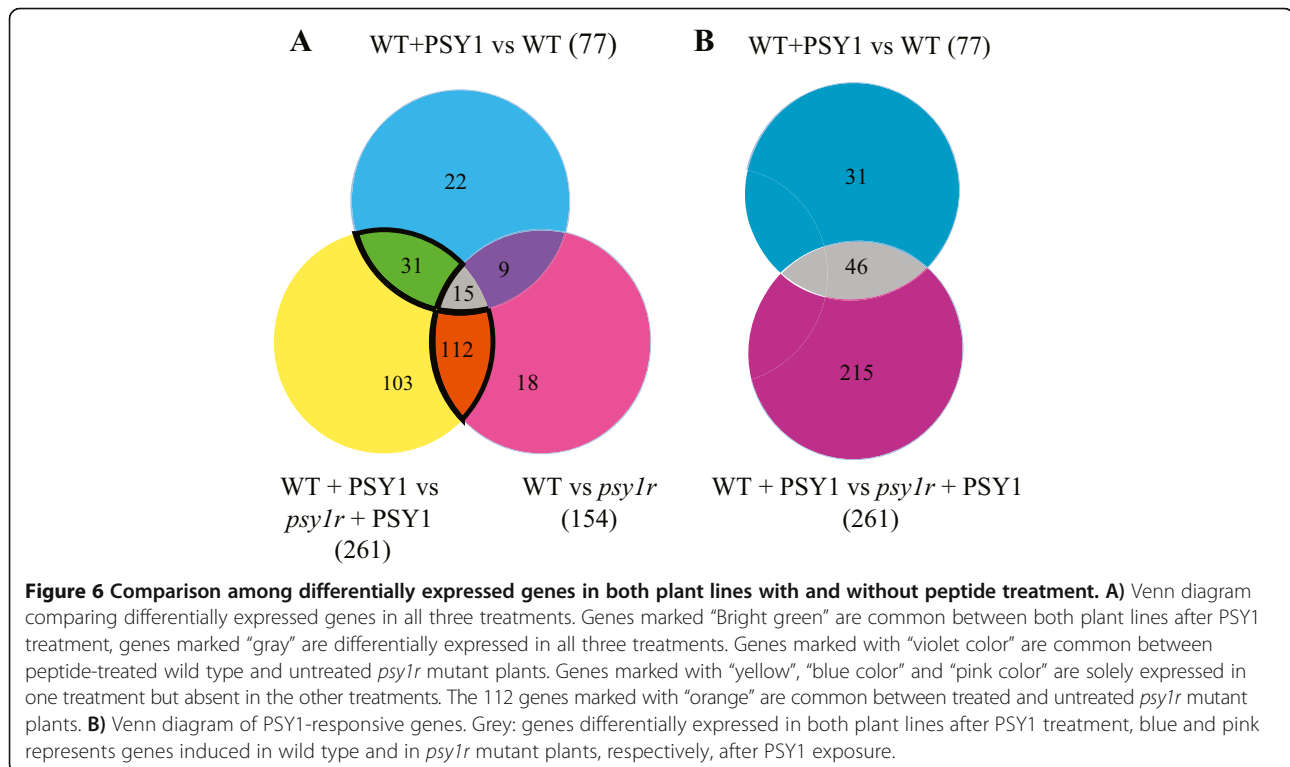 A WT+PSY1 vs WT (77)
B WT+PSY1 vs WT (77)
22
31
9
15
112
103
18
WT + PSY1 vs
psy1r + PSY1
(261)
WT vs psy1r
(154)
31
46
215
WT + PSY1 vs psy1r + PSY1
(261)
Figure 6 Comparison among differentially expressed genes in both plant lines with and without peptide treatment. A) Venn diagram
comparing differentially expressed genes in all three treatments. Genes marked “Bright green” are common between both plant lines after PSY1
treatment, genes marked “gray” are differentially expressed in all three treatments. Genes marked with “violet color” are common between
peptide-treated wild type and untreated psy1r mutant plants. Genes marked with “yellow”, “blue color” and “pink color” are solely expressed in
one treatment but absent in the other treatments. The 112 genes marked with “orange” are common between treated and untreated psy1r mutant
plants. B) Venn diagram of PSY1-responsive genes. Grey: genes differentially expressed in both plant lines after PSY1 treatment, blue and pink
represents genes induced in wild type and in psy1r mutant plants, respectively, after PSY1 exposure.